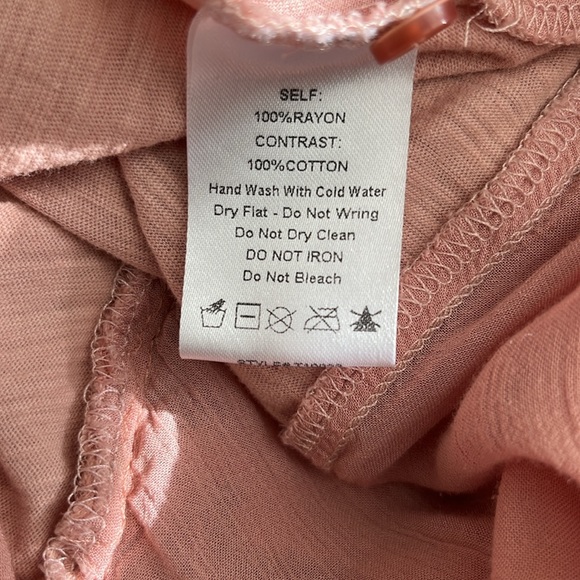 SELF:
100%RAYON
CONTRAST:
100%COTTON
Hand Wash With Cold Water
Dry Flat - Do Not Wring
Do Not Dry Clean
DO NOT IRON
Do Not Bleach